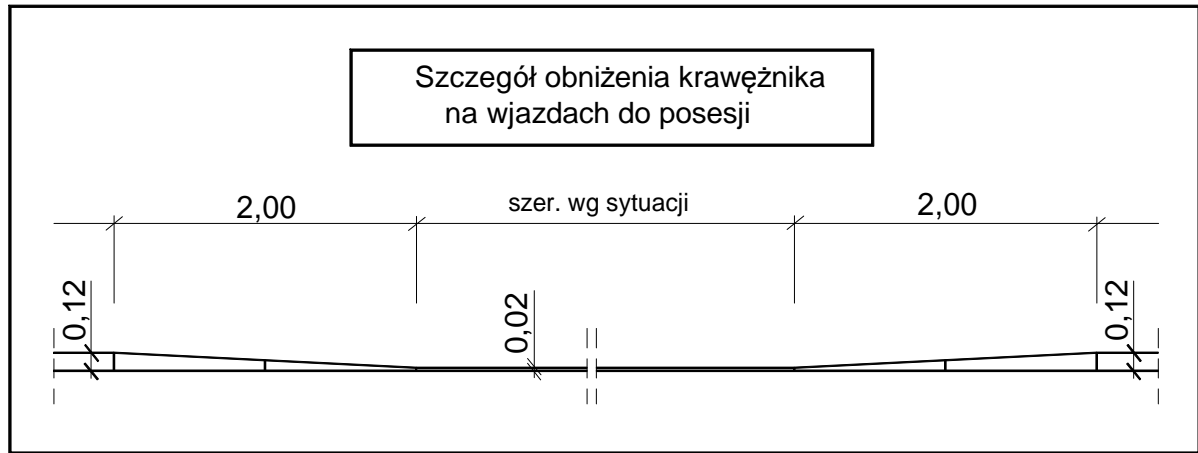 Szczegół obniżenia krawężnika
na wjazdach do posesji
2,00
szer. wg sytuacji
2,00
0,12
0,02
0,12